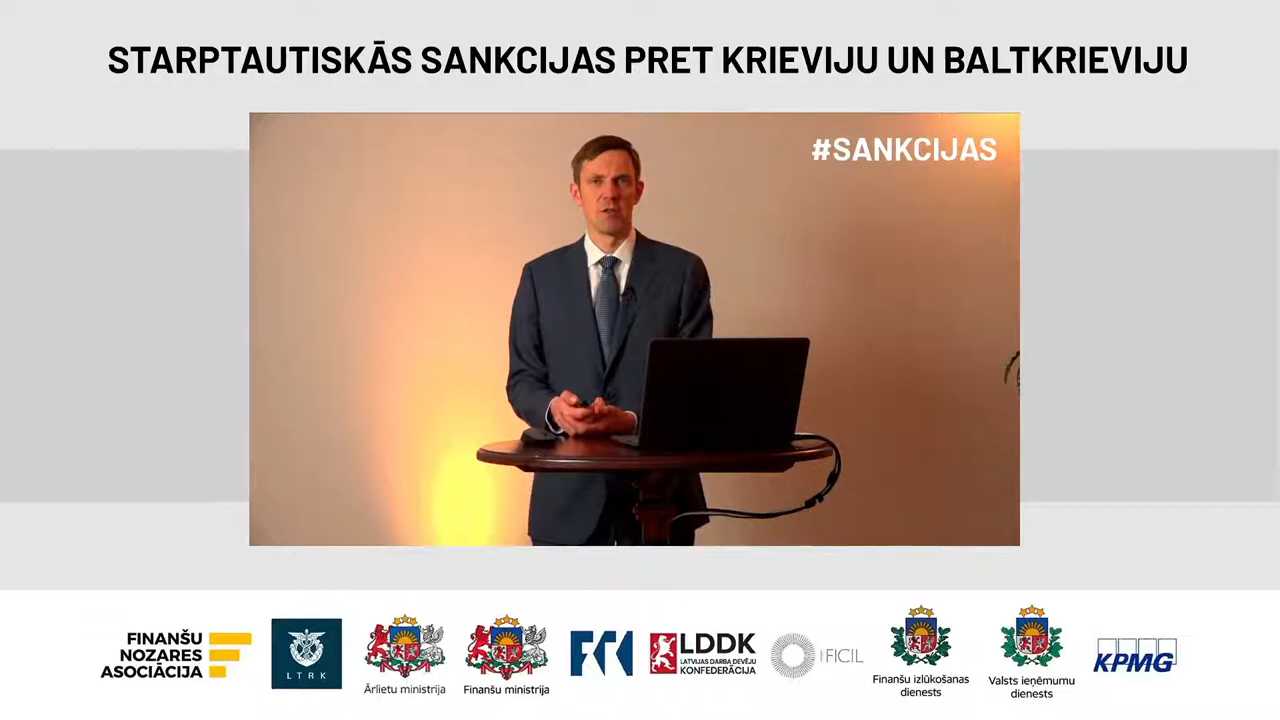 STARPTAUTISKĀS SANKCIJAS PRET KRIEVIJU UN BALTKRIEVIJU
#SANKCIJAS
FINANŠU
NOZARES
ASOCIĀCIJA
LTRK
Ārlietu ministrija
Finanšu ministrija
LDDK
LATVIJAS DARBA DEVĒJU
KONFEDERĀCIJA
FICIL
Finanšu izlūkošanas
dienests
Valsts ieņēmumu
dienests
KPMG